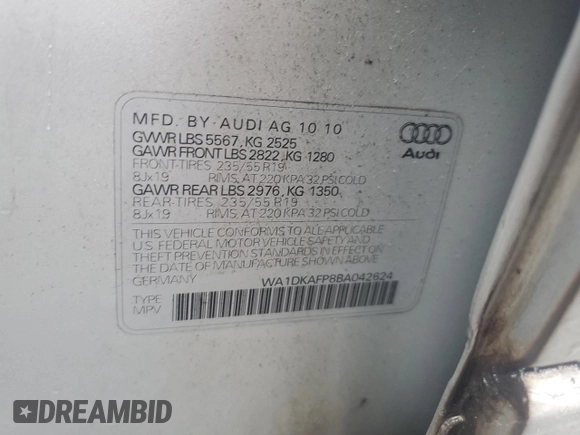 MFD. BY AUDI AG 10 10
GVWR LBS 5567, KG 2525
GAWR FRONT LBS 2822, KG 1280
FRONT-TIRES 235/55 R19
8Jx19 RIMS, AT 220 KPA/32 PSI COLD
GAWR REAR LBS 2976, KG 1350
REAR-TIRES 235/55 R19
8Jx19 RIMS, AT 220 KPA/32 PSI COLD
Audi
THIS VEHICLE CONFORMS TO ALL APPLICABLE
U.S. FEDERAL MOTOR VEHICLE SAFETY AND
THEFT PREVENTION STANDARDS IN EFFECT ON
THE DATE OF MANUFACTURE SHOWN ABOVE.
GERMANY WA1DKAFP8BA042624
TYPE
MPV
DREAMBID